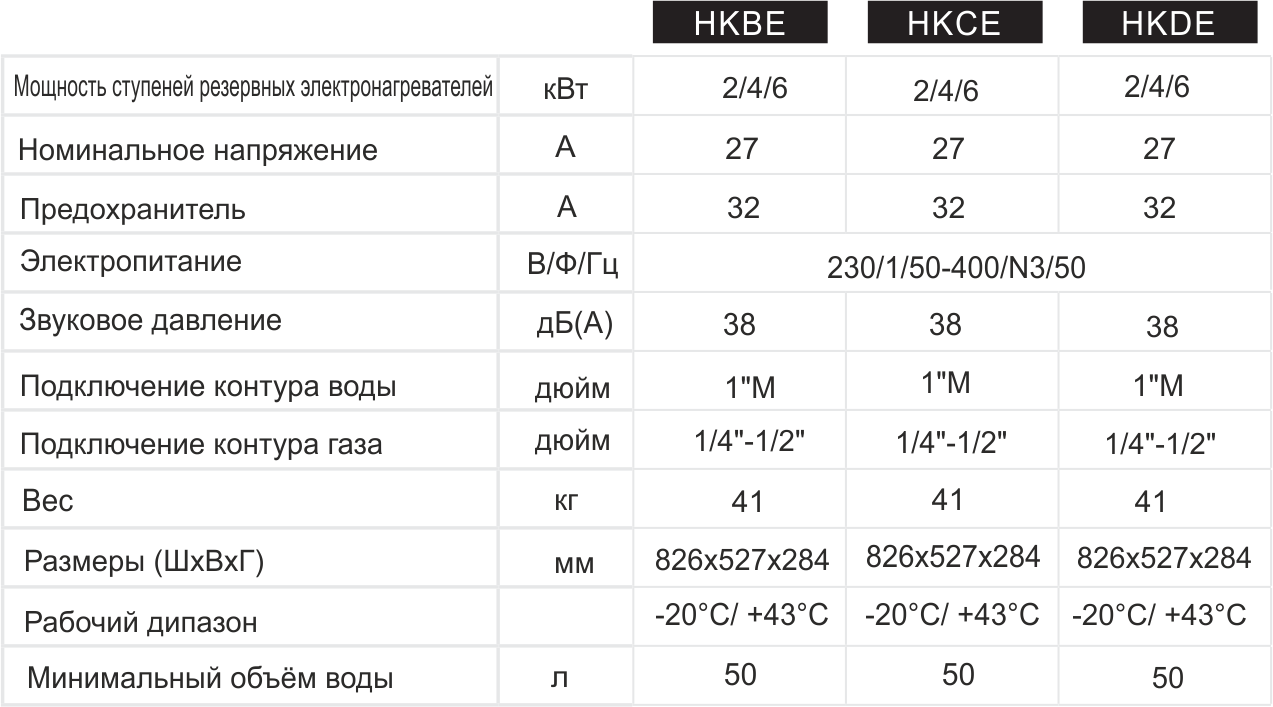 HKBE HKCE HKDE
Мощность ступеней резервных электронагревателей кВт 2/4/6 2/4/6 2/4/6
Номинальное напряжение А 27 27 27
Предохранитель А 32 32 32
Электропитание В/Ф/Гц 230/1/50-400/N3/50
Звуковое давление дБ(А) 38 38 38
Подключение контура воды дюйм 1"М 1"М 1"М
Подключение контура газа дюйм 1/4"-1/2" 1/4"-1/2" 1/4"-1/2"
Вес кг 41 41 41
Размеры (ШхВхГ) мм 826х527х284 826х527х284 826х527х284
Рабочий дипазон -20°С/ +43°С -20°С/ +43°С -20°С/ +43°С
Минимальный объём воды л 50 50 50